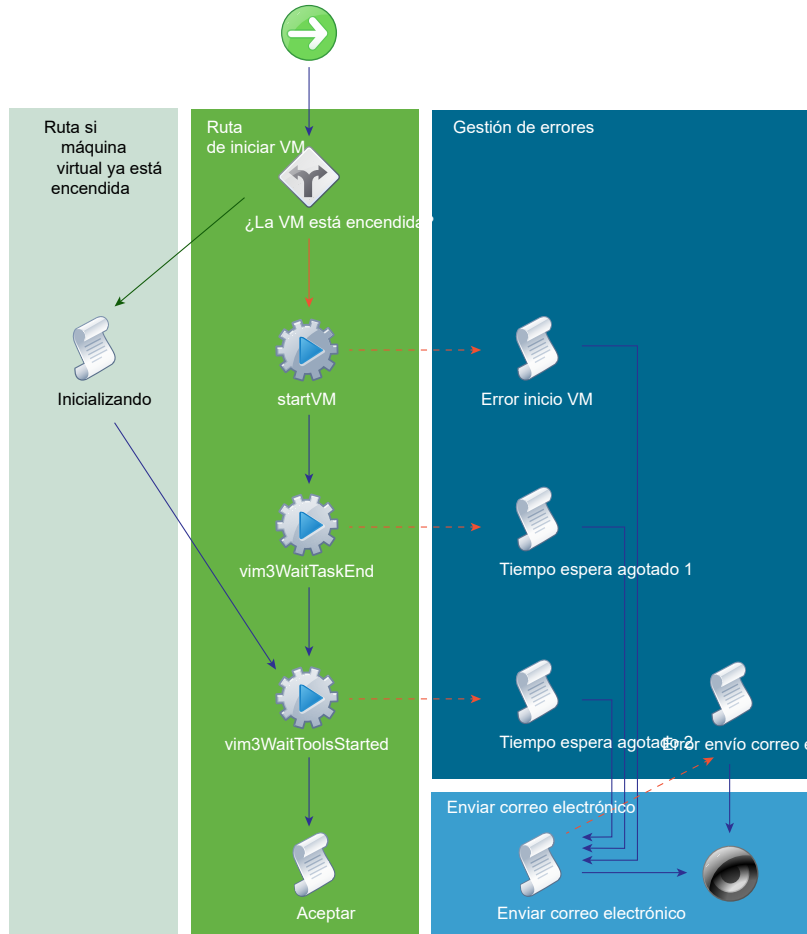 Ruta si
máquina
virtual ya está
encendida
Ruta
de iniciar VM
Gestión de errores
¿La VM está encendida?
Inicializando
startVM
Error inicio VM
vim3WaitTaskEnd
Tiempo espera agotado 1
vim3WaitToolsStarted
Tiempo espera agotado 2
Error envío correo e
Enviar correo electrónico
Aceptar
Enviar correo electrónico